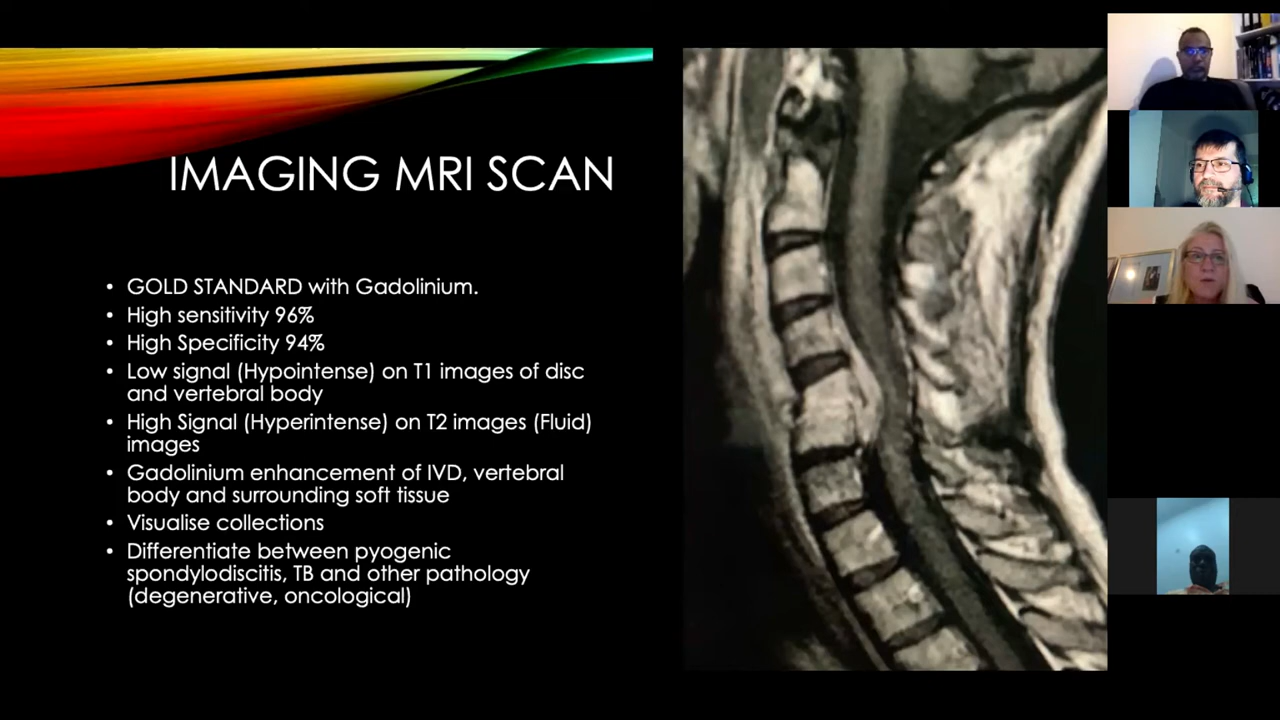 IMAGING MRI SCAN
• GOLD STANDARD with Gadolinium.
• High sensitivity 96%
• High Specificity 94%
• Low signal (Hypointense) on T1 images of disc
and vertebral body
• High Signal (Hyperintense) on T2 images (Fluid)
images
• Gadolinium enhancement of IVD, vertebral
body and surrounding soft tissue
• Visualise collections
• Differentiate between pyogenic
spondylodiscitis, TB and other pathology
(degenerative, oncological)